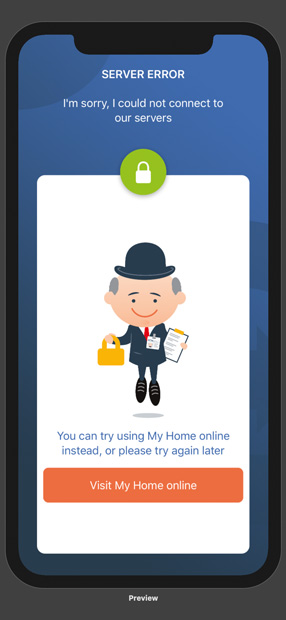 SERVER ERROR
I'm sorry, I could not connect to
our servers
You can try using My Home online
instead, or please try again later
Visit My Home online
Preview